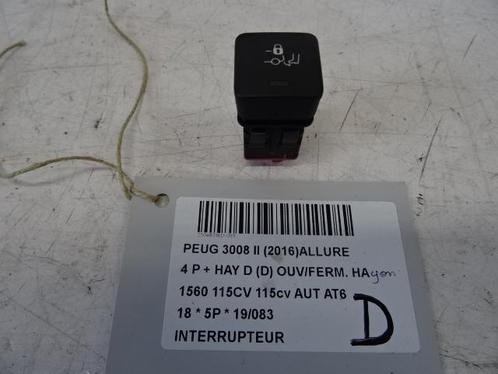 PEUG 3008 II (2016)ALLURE
4 P + HAY D (D) OUV/FERM. HAyon
1560 115CV 115cv AUT AT6
18 * 5P * 19/083
INTERRUPTEUR
D